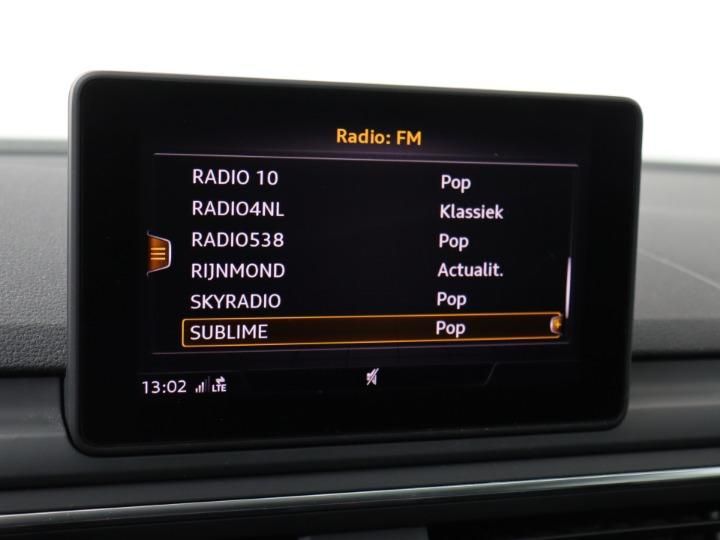 Radio: FM
RADIO 10 Pop
RADIO4NL Klassiek
RADIO538 Pop
RIJNMOND Actualit.
SKYRADIO Pop
SUBLIME Pop
13:02 LTE